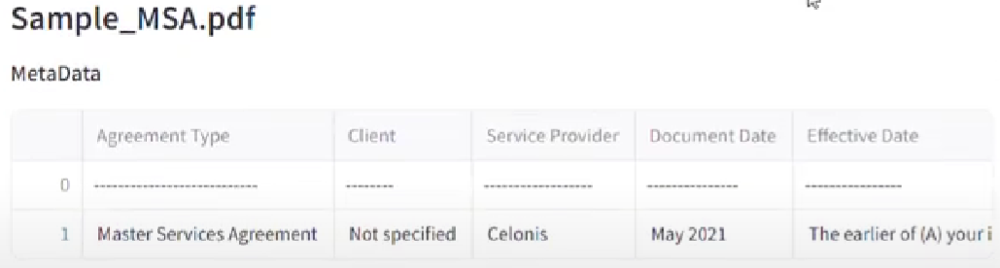 Sample_MSA.pdf
MetaData
Agreement Type Client Service Provider Document Date Effective Date
0 --------------------------- -------- ------------------ --------------- ----------------
1 Master Services Agreement Not specified Celonis May 2021 The earlier of (A) your i